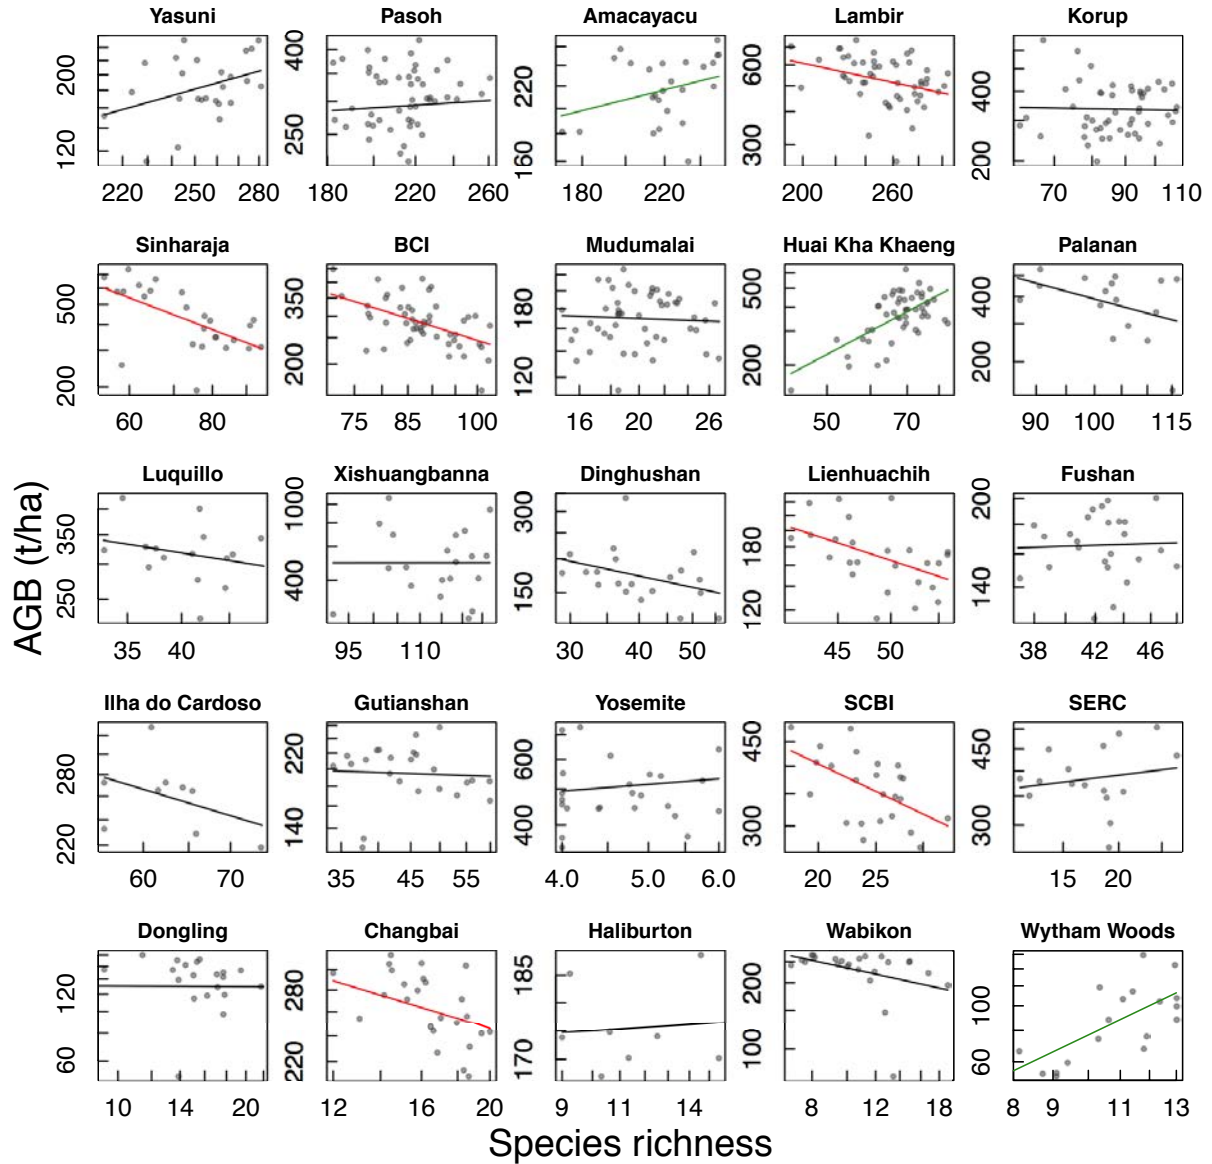 Yasuni Pasoh Amacayacu Lambir Korup
120 200 250 400 160 220 300 600 200 400
220 250 280 180 220 260 180 220 200 260 70 90 110
Sinharaja BCI Mudumalai Huai Kha Khaeng Palanan
200 500 200 350 120 180 200 500 200 400
60 80 75 85 100 16 20 26 50 70 90 100 115
Luquillo Xishuangbanna Dinghushan Lienhuachih Fushan
250 350 400 1000 150 300 120 180 140 200
35 40 95 110 30 40 50 45 50 38 42 46
AGB (t/ha)
Ilha do Cardoso Gutianshan Yosemite SCBI SERC
220 280 140 220 400 600 300 450 300 450
60 70 35 45 55 4.0 5.0 6.0 20 25 15 20
Dongling Changbai Haliburton Wabikon Wytham Woods
60 120 220 280 170 185 100 200 60 100
10 14 20 12 16 20 9 11 14 8 12 18 8 9 11 13
Species richness